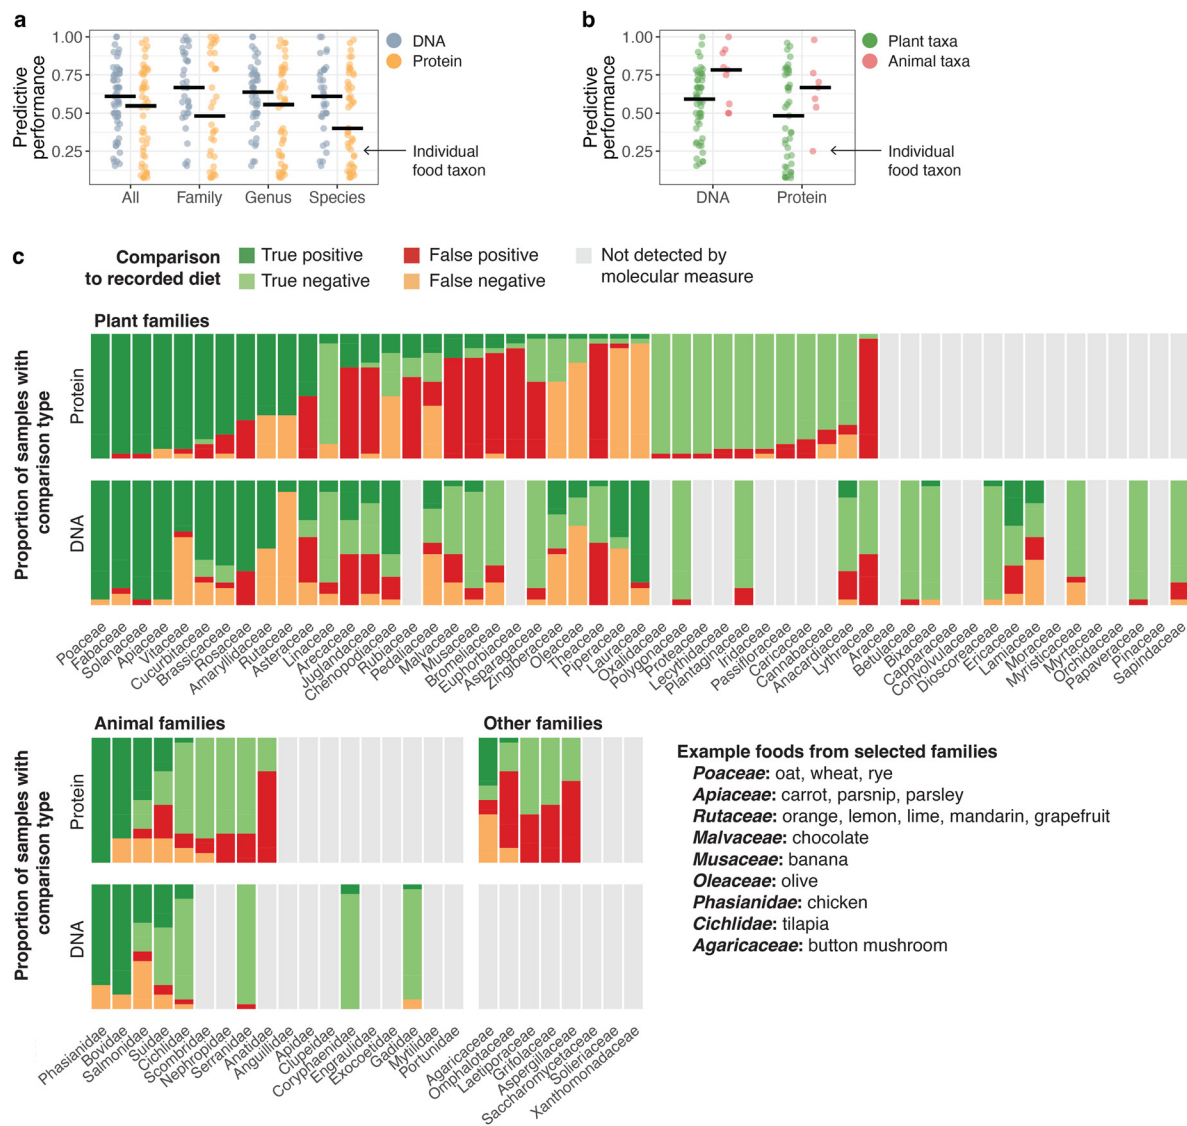 a
1.00
0.75
0.50
0.25
Predictive
performance
All
Family
Genus
Species
DNA
Protein
Individual
food taxon
b
1.00
0.75
0.50
0.25
Predictive
performance
DNA
Protein
Plant taxa
Animal taxa
Individual
food taxon
c
Comparison
to recorded diet
True positive
True negative
False positive
False negative
Not detected by
molecular measure
Plant families
Proportion of samples with
comparison type
Protein
DNA
Poaceae
Fabaceae
Solanaceae
Apiaceae
Vitaceae
Cucurbitaceae
Brassicaceae
Rosaceae
Amaryllidaceae
Rutaceae
Asteraceae
Linaceae
Arecaceae
Juglandaceae
Chenopodiaceae
Rubiaceae
Pedaliaceae
Malvaceae
Musaceae
Bromeliaceae
Euphorbiaceae
Asparagaceae
Zingiberaceae
Oleaceae
Theaceae
Piperaceae
Lauraceae
Oxalidaceae
Polygonaceae
Proteaceae
Lecythidaceae
Plantaginaceae
Iridaceae
Passifloraceae
Caricaceae
Cannabaceae
Anacardiaceae
Lythraceae
Araceae
Betulaceae
Bixaceae
Capparaceae
Convolvulaceae
Dioscoreaceae
Ericaceae
Lamiaceae
Moraceae
Myristicaceae
Myrtaceae
Orchidaceae
Papaveraceae
Pinaceae
Sapindaceae
Animal families
Other families
Proportion of samples with
comparison type
Protein
DNA
Phasianidae
Bovidae
Salmonidae
Suidae
Cichlidae
Scombridae
Nephropidae
Serranidae
Anatidae
Anguillidae
Apidae
Cluperdae
Coryphaenidae
Engraulidae
Exocoetidae
Gadidae
Mytilidae
Portunidae
Agaricaceae
Omphalotaceae
Laetiporaceae
Grifolaceae
Aspergillaceae
Saccharomycetaceae
Solieriaceae
Xanthomonadaceae
Example foods from selected families
Poaceae: oat, wheat, rye
Apiaceae: carrot, parsnip, parsley
Rutaceae: orange, lemon, lime, mandarin, grapefruit
Malvaceae: chocolate
Musaceae: banana
Oleaceae: olive
Phasianidae: chicken
Cichlidae: tilapia
Agaricaceae: button mushroom